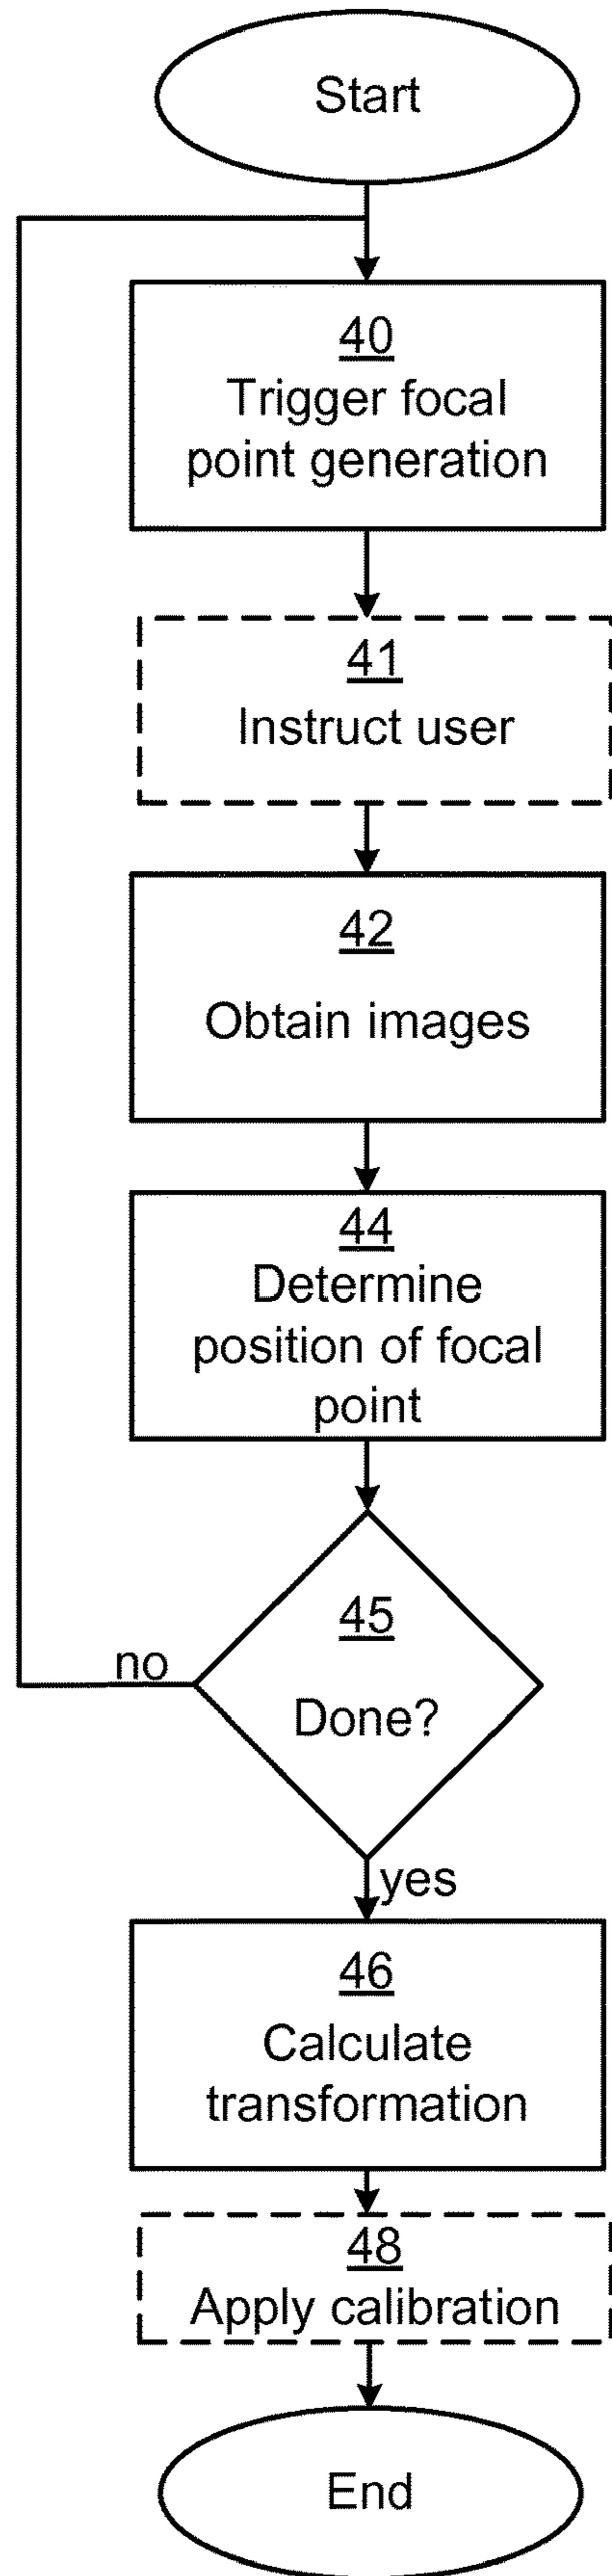 Start
40
Trigger focal
point generation
41
Instruct user
42
Obtain images
44
Determine
position of focal
point
45
no
Done?
yes
46
Calculate
transformation
48
Apply calibration
End